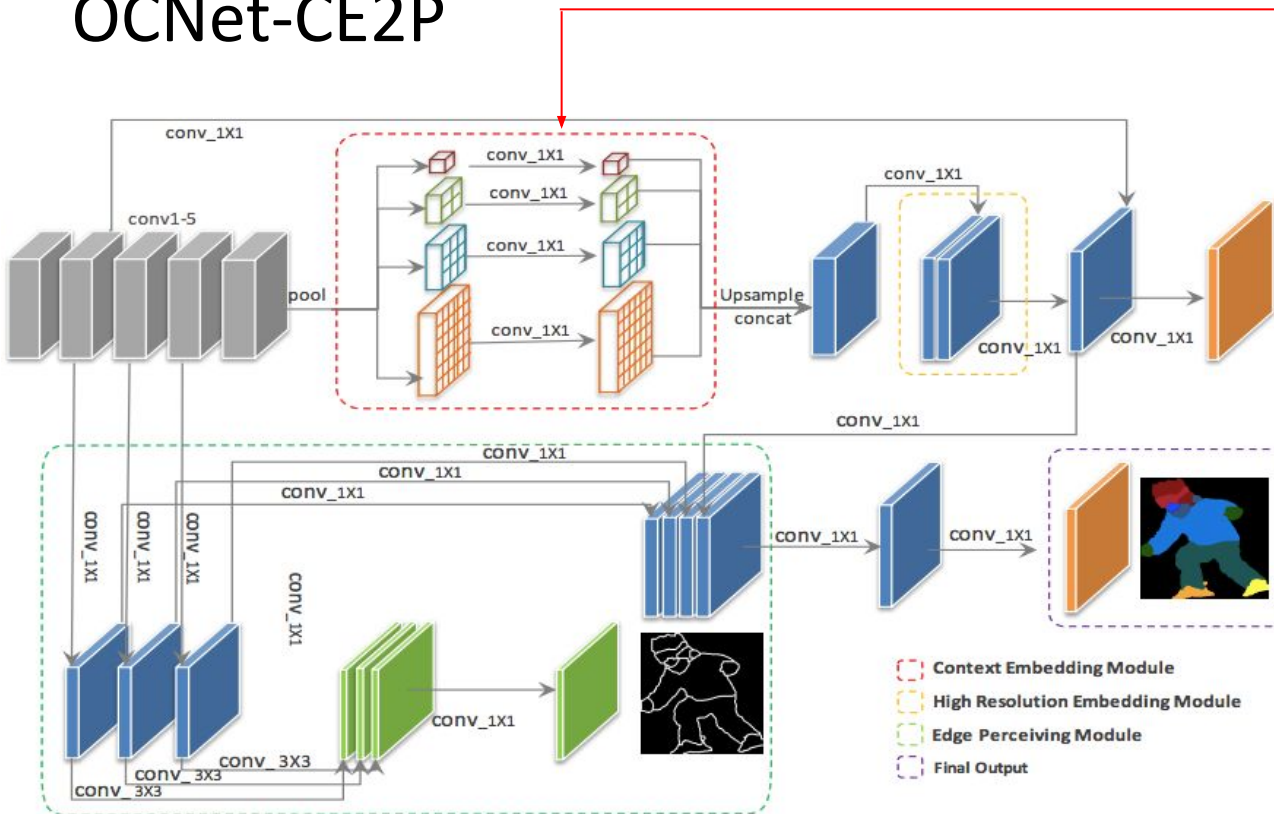 OCNet-CE2P
conv_1X1
conv1-5
pool
conv_1X1
conv_1X1
conv_1X1
conv_1X1
Upsample
concat
conv_1X1
conv_1X1
conv_1X1
conv_1X1
conv_1X1
conv_1X1
conv_1X1
conv_1X1
conv_1X1
conv_1X1
conv_1X1
conv_1X1
conv_1X1
conv_1X1
conv_3X3
conv_3X3
conv_3X3
Context Embedding Module
High Resolution Embedding Module
Edge Perceiving Module
Final Output